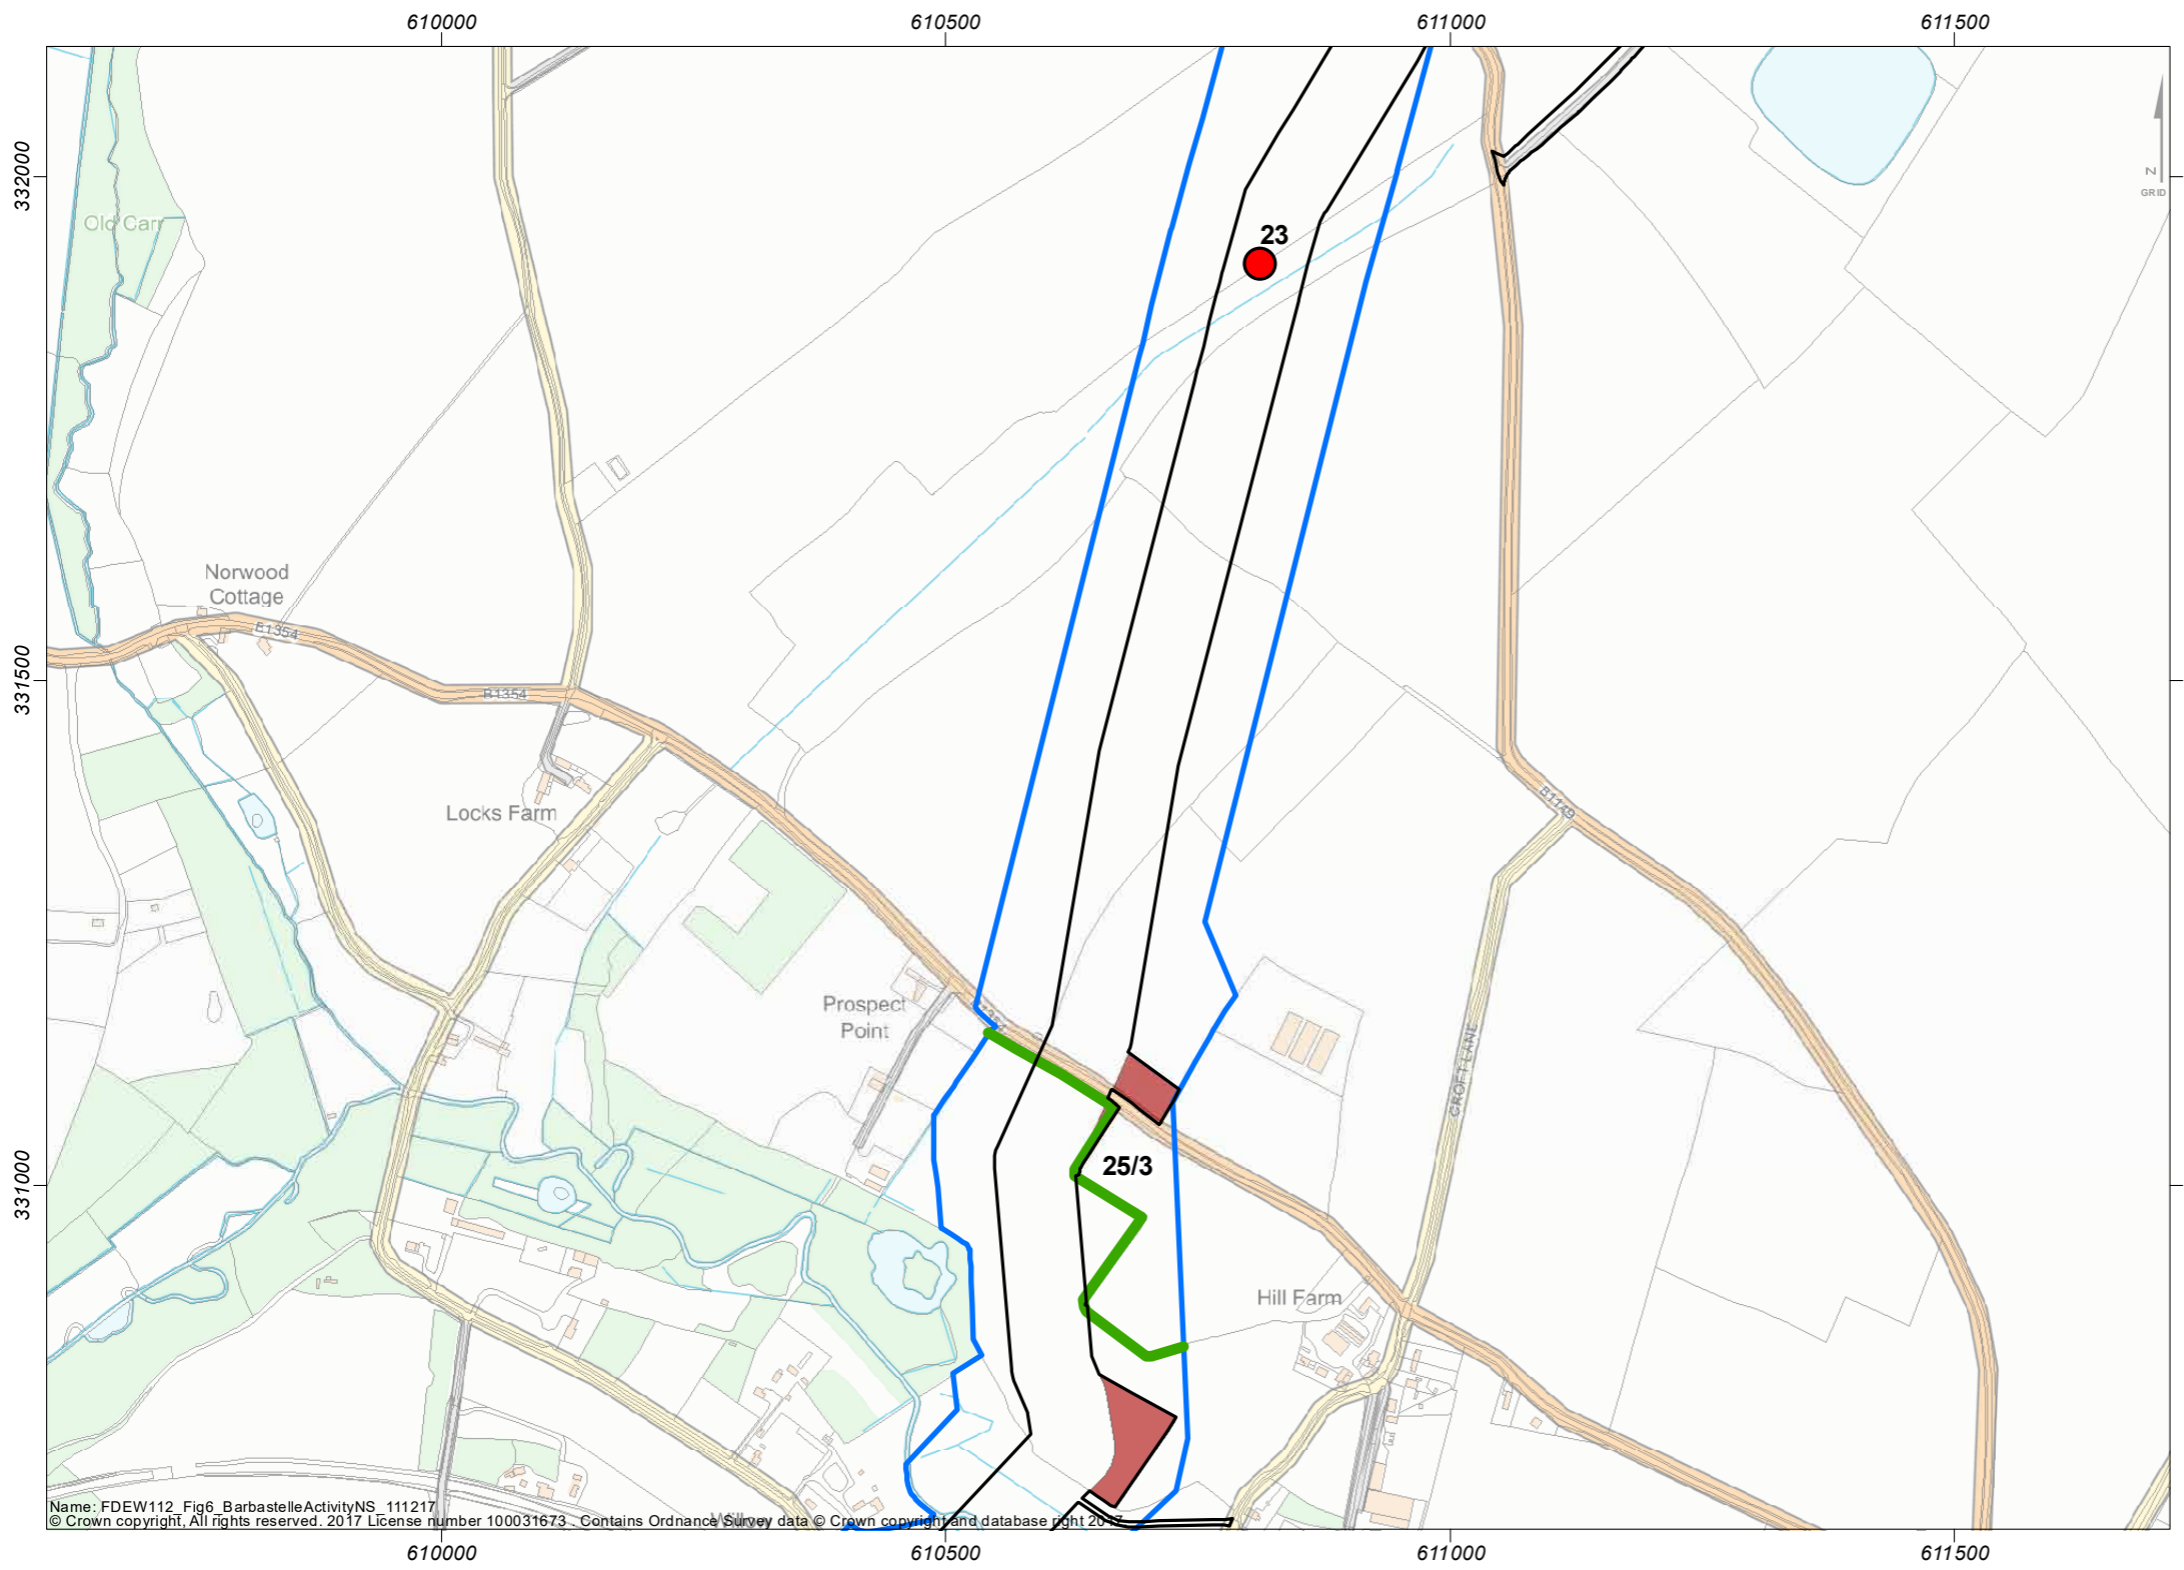 610000
610500
611000
611500
332000
Old Carr
23
N
GRID
Norwood
Cottage
B1354
331500
B1354
Locks Farm
B1149
Prospect
Point
CROFT LANE
331000
25/3
Hill Farm
Name: FDEW112_Fig6_BarbastelleActivityNS_111217
© Crown copyright, All rights reserved. 2017 License number 100031673 Contains Ordnance Survey data © Crown copyright and database right 2017
610000
610500
611000
611500